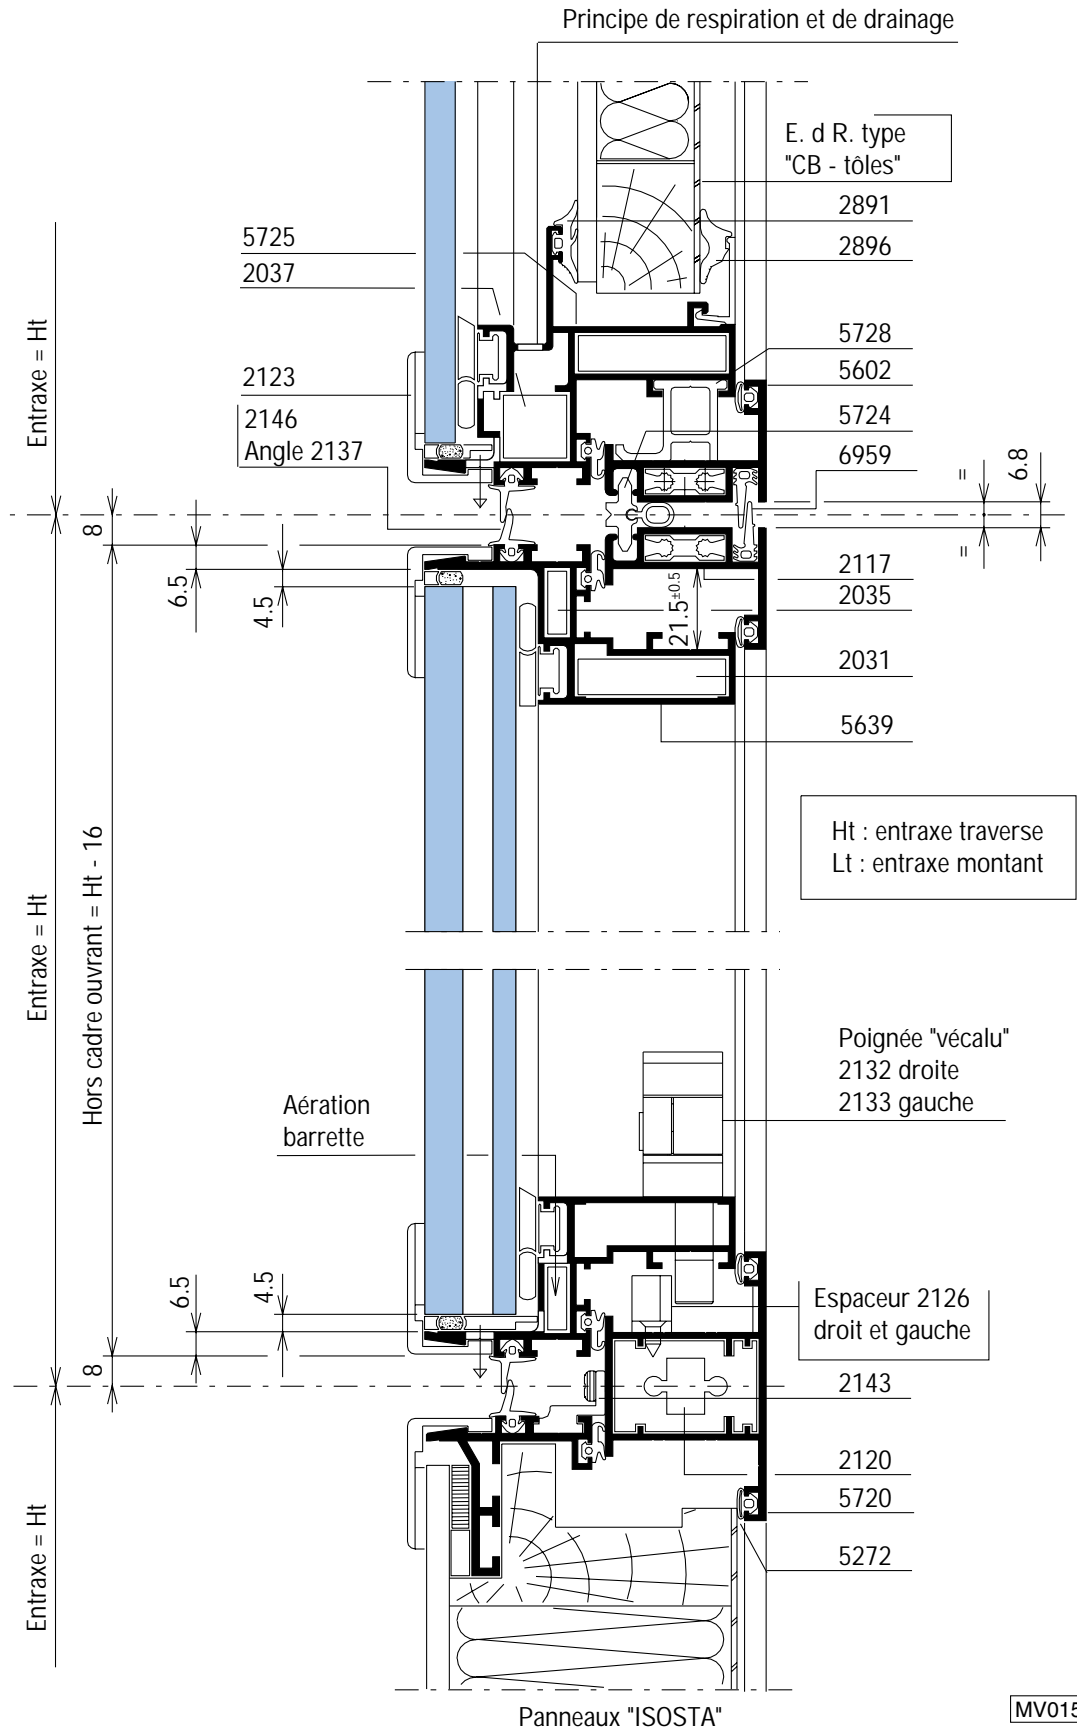 Principe de respiration et de drainage
E. d R. type
"CB - tôles"
2891
2896
5725
2037
5728
5602
5724
6959
2123
2146
Angle 2137
Entraxe = Ht
=
=
6.8
8
6.5
4.5
21.5±0.5
2117
2035
2031
5639
Ht : entraxe traverse
Lt : entraxe montant
Entraxe = Ht
Hors cadre ouvrant = Ht - 16
Poignée "vécalu"
2132 droite
2133 gauche
Aération
barrette
6.5
4.5
8
Espaceur 2126
droit et gauche
2143
2120
5720
5272
Entraxe = Ht
Panneaux "ISOSTA"